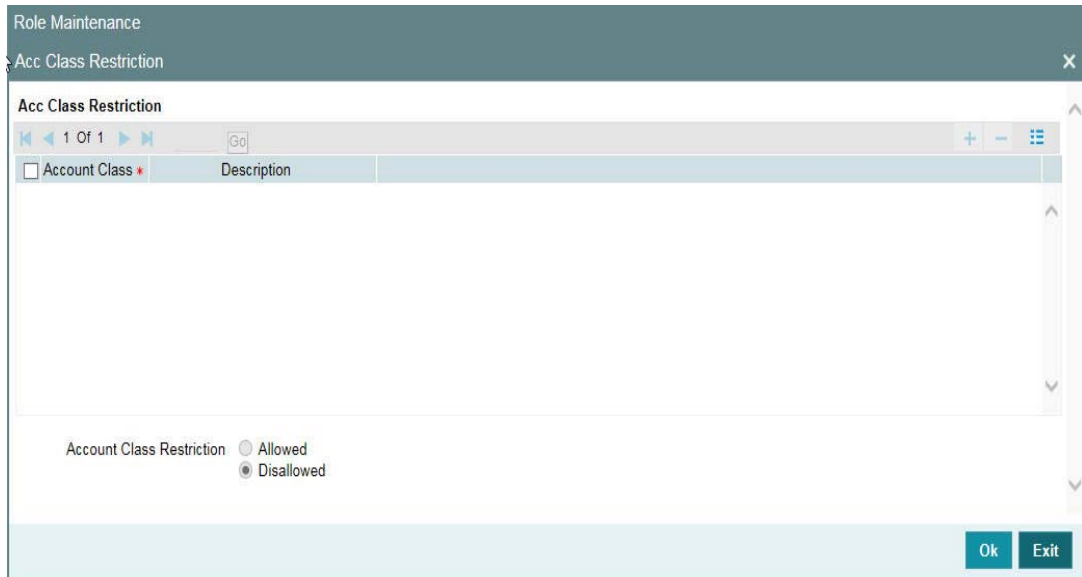 Role Maintenance
Acc Class Restriction
Acc Class Restriction
1 Of 1 Go
Account Class * Description
Account Class Restriction Allowed
Disallowed
Ok Exit